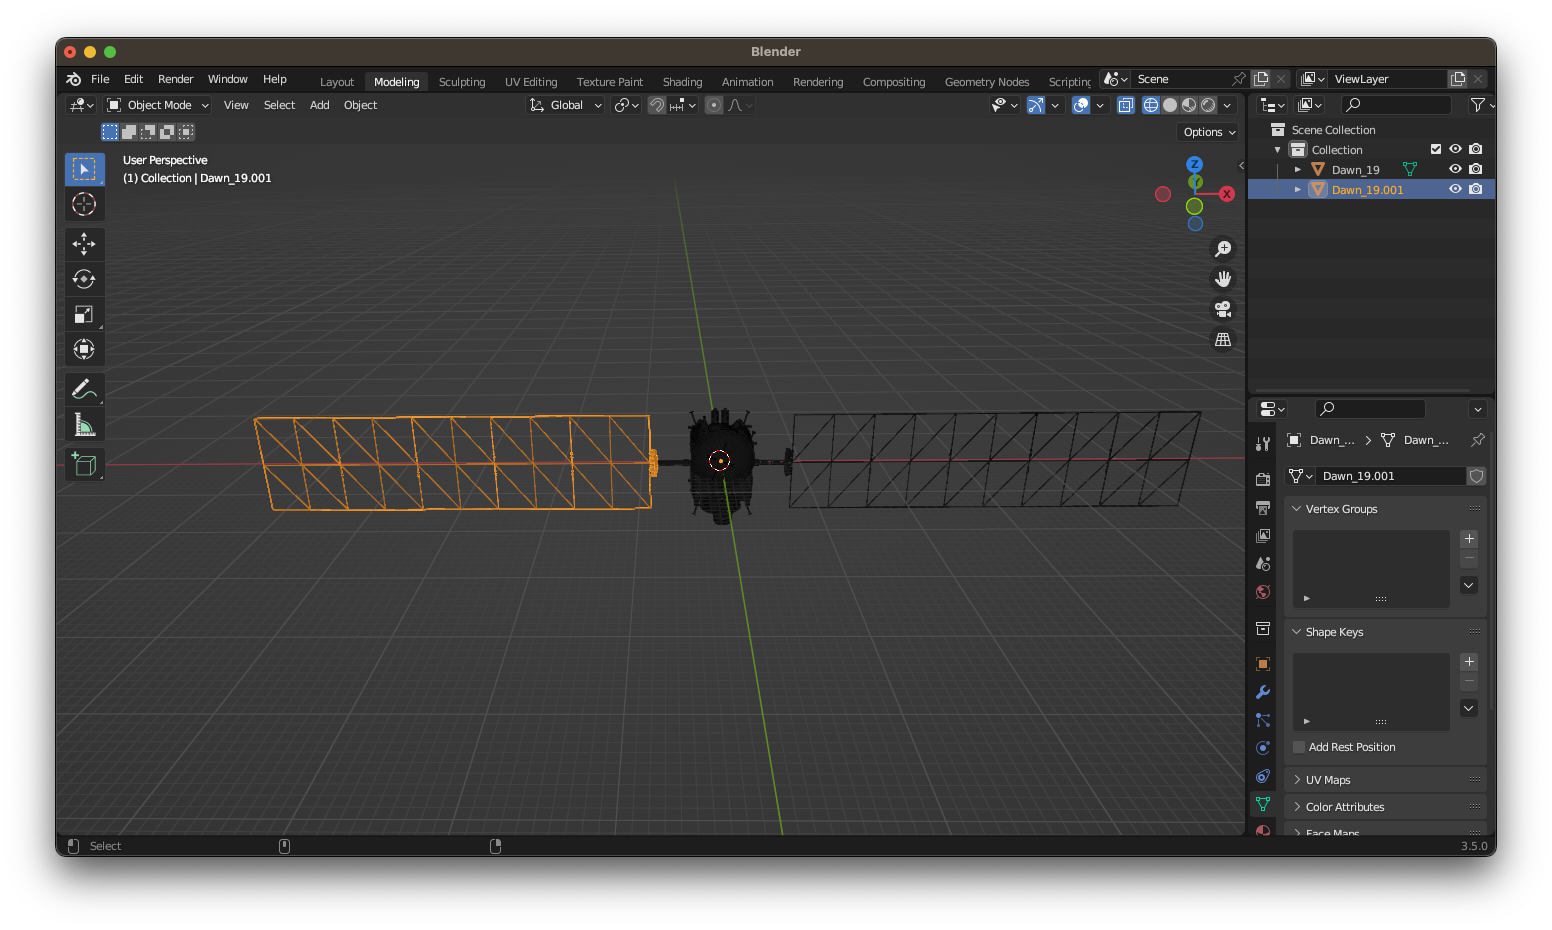 Blender
File Edit Render Window Help
Layout Modeling Sculpting UV Editing Texture Paint Shading Animation Rendering Compositing Geometry Nodes Scripting
Scene
ViewLayer
Object Mode View Select Add Object
Global
Options
User Perspective
(1) Collection | Dawn_19.001
Z
Y
X
Scene Collection
Collection
Dawn_19
Dawn_19.001
Dawn_... Dawn_...
Dawn_19.001
Vertex Groups
Shape Keys
Add Rest Position
UV Maps
Color Attributes
Face Maps
Select
3.5.0